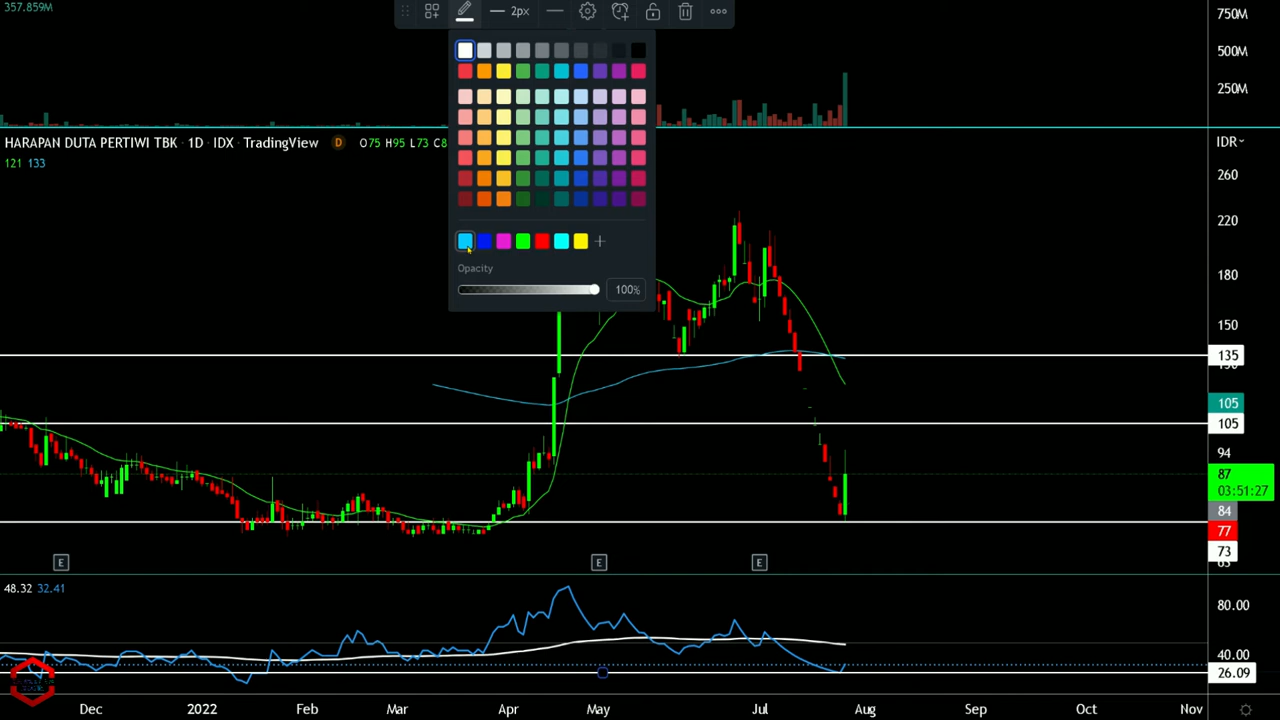 357.859M
2px
750M
500M
250M
HARAPAN DUTA PERTIWI TBK · 1D · IDX · TradingView D O75 H95 L73 C8
IDR
121 133
260
220
Opacity
100%
180
150
135
105
105
94
87
03:51:27
84
77
73
E E E
48.32 32.41
80.00
40.00
26.09
Dec 2022 Feb Mar Apr May Jul Aug Sep Oct Nov